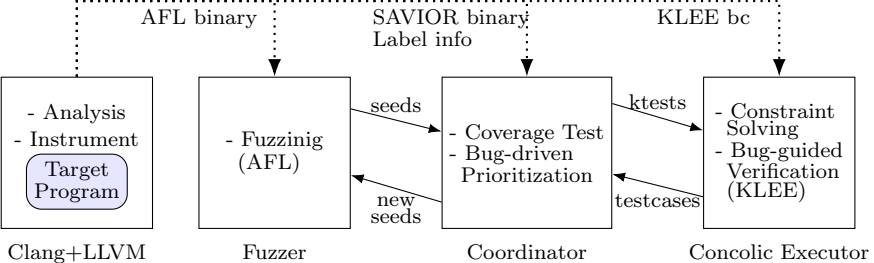 AFL binary
SAVIOR binary
Label info
KLEE bc
- Analysis
- Instrument
Target
Program
Clang+LLVM
- Fuzzinig
(AFL)
Fuzzer
seeds
new
seeds
- Coverage Test
- Bug-driven
Prioritization
Coordinator
ktests
testcases
- Constraint
Solving
- Bug-guided
Verification
(KLEE)
Concolic Executor